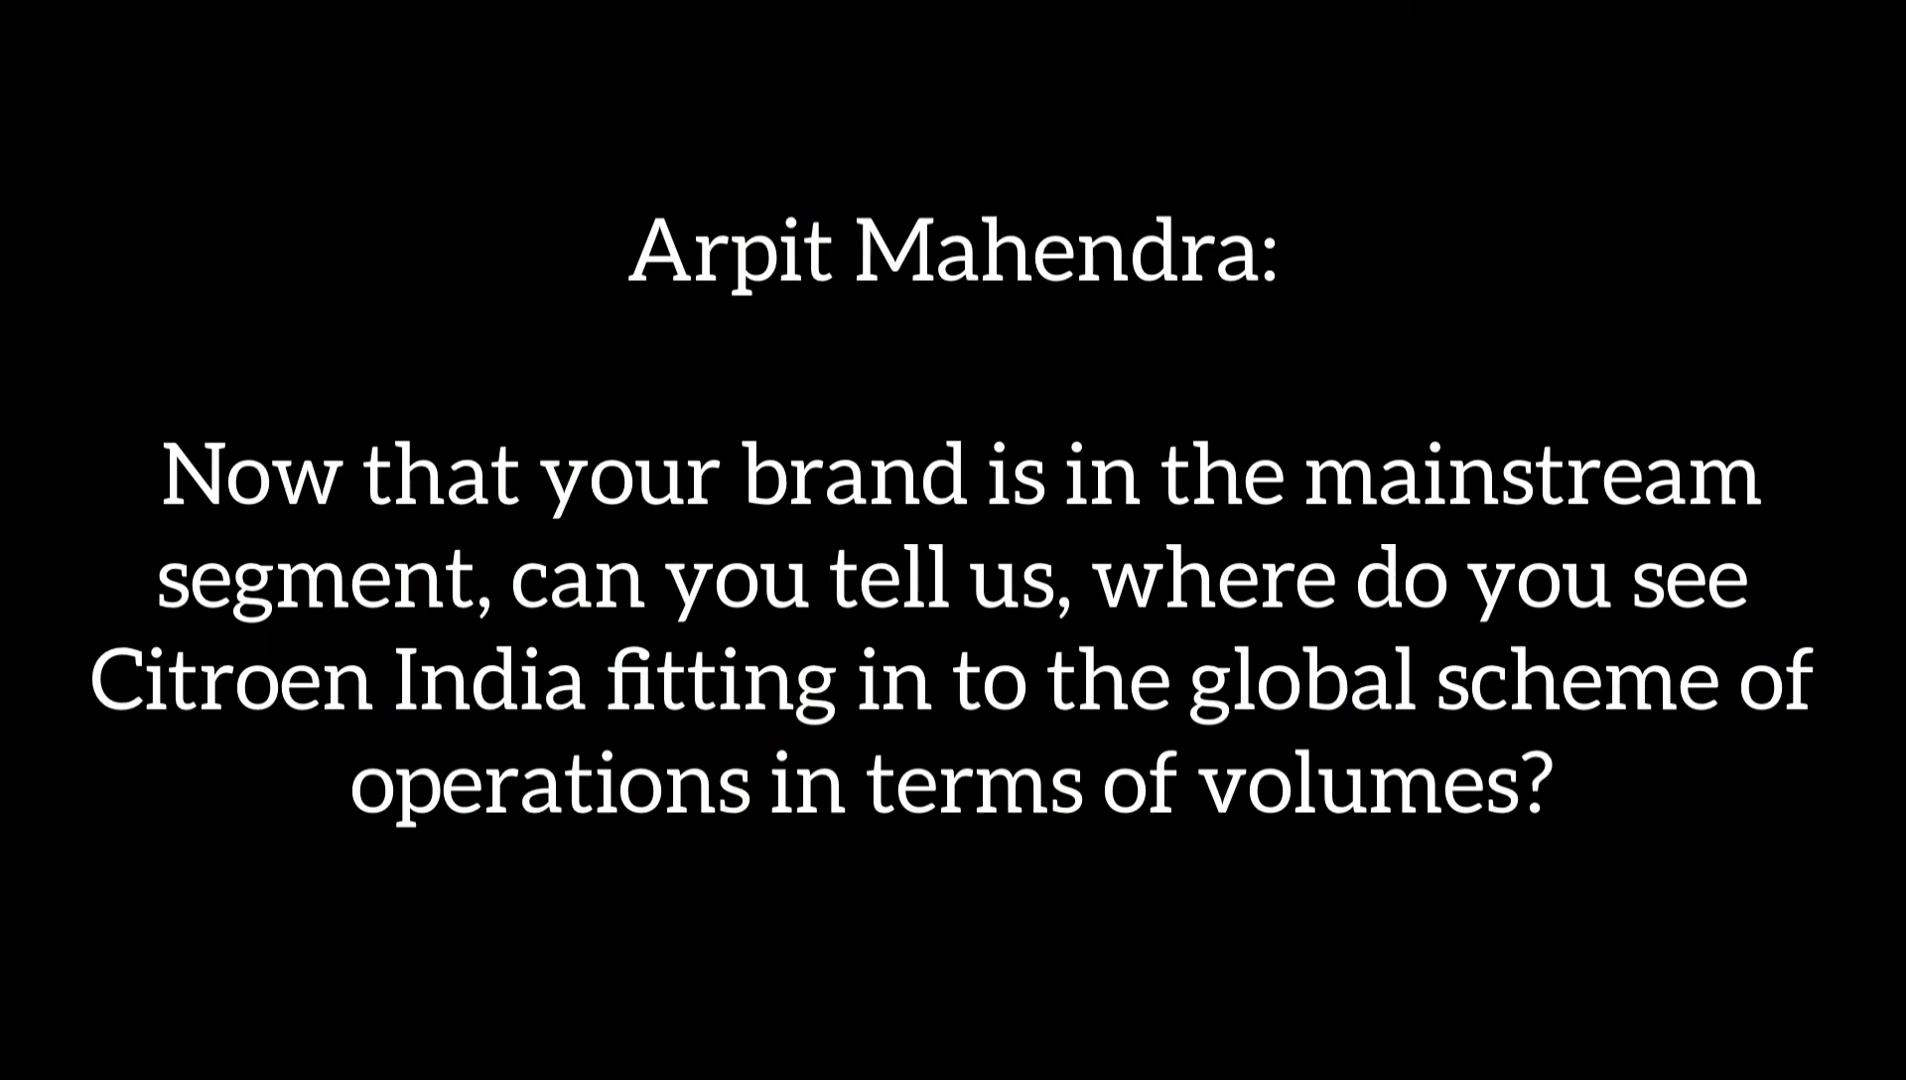 Arpit Mahendra:
Now that your brand is in the mainstream
segment, can you tell us, where do you see
Citroen India fitting in to the global scheme of
operations in terms of volumes?